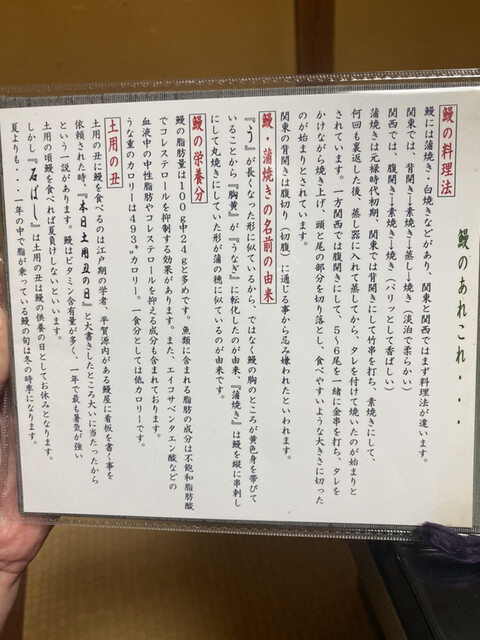 鰻のあれこれ・・
鰻の料理法
鰻には蒲焼き・白焼きなどがあり、関東と関西ではまず料理法が違います。
関東では、背開き→素焼き→蒸し→焼き（淡泊で柔らかい）
関西では、腹開き→素焼き→焼き（パリッとして香ばしい）
蒲焼きは元禄時代初期、関東では背開きにして竹串を打ち、素焼きにして、
何回も裏返した後、蒸し器に入れて蒸してから、タレを付けて焼いたのが始まりと
されています。一方関西では腹開きにして、5～6尾を一緒に金串を打ち、タレを
かけながら焼き上げ、頭と尾の部分を切り落とし、食べやすいような大きさに切った
のが始まりとされています。
関東の背開きは腹切り（切腹）に通じる事から忌み嫌われたといわれます。
鰻・蒲焼きの名前の由来
『う』が長くなった形に似ているから、ではなく鰻の胸のところが黄色身を帯びて
いることから『胸黄』が『うなぎ』に転化したのが由来、『蒲焼き』は鰻を縦に串刺し
にして丸焼きにしていた形が蒲の穂に似ているのが由来です。
鰻の栄養分
鰻の脂肪量は100g中24gと多めです。魚類に含まれる脂肪の成分は不飽和脂肪酸
でコレステロールを抑制する効果があります。また、エイコサペンタエン酸などの
血液中の中性脂肪やコレステロールを抑える成分も含まれております。
うな重のカロリーは493㌔カロリー。一食分としては低カロリーです。
土用の丑
土用の丑に鰻を食べるのは江戸期の学者、平賀源内がある鰻屋に看板を書く事を
依頼された時、『本日土用丑の日』と大書きしたところ大いに当たったから
という一説があります。鰻はビタミン含有量が多く、一年で最も暑気が強い
土用の頃鰻を食べれば夏負けしないといいます。
しかし『石ばし』は土用の丑は鰻の供養の日としてお休みとなります。
夏よりも・・・一年の中で脂が乗っている鰻の旬は冬の時季になります。